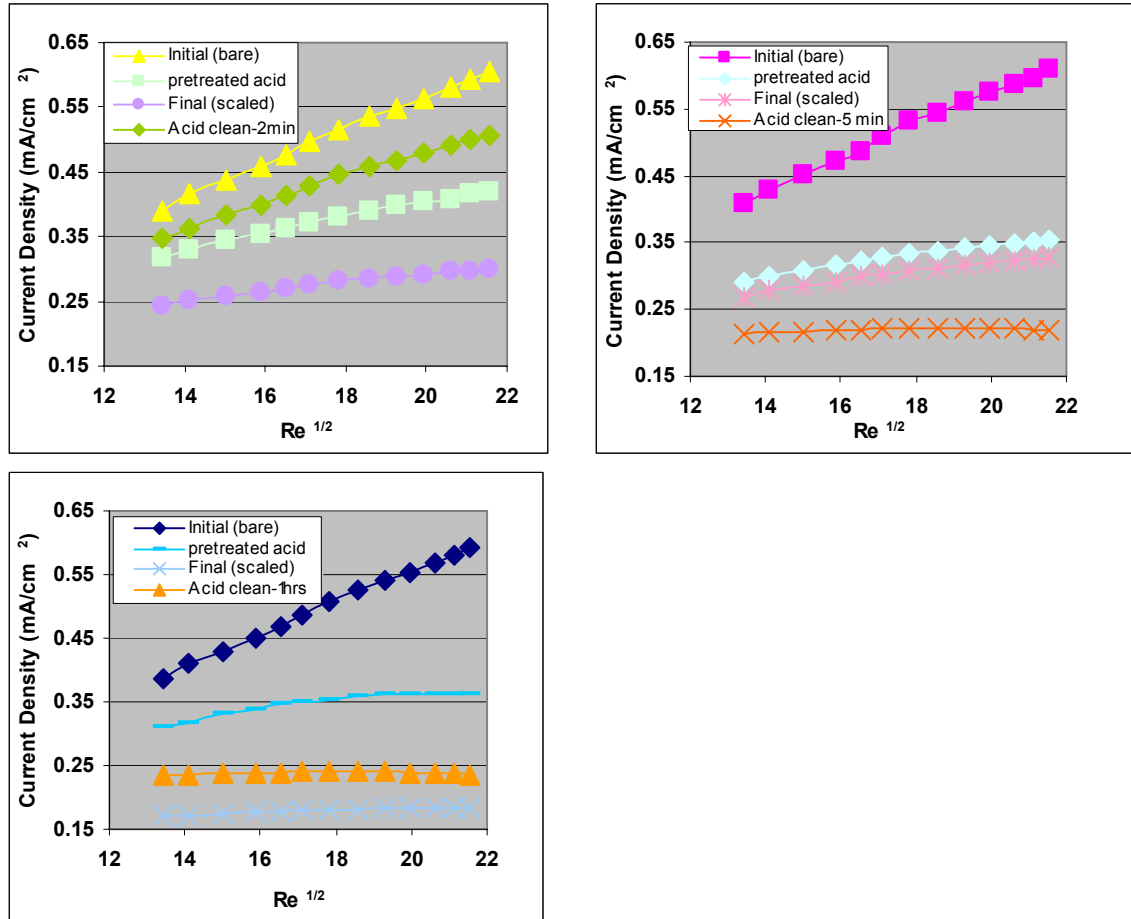 0.65
0.55
0.45
0.35
0.25
0.15
12 14 16 18 20 22
Current Density (mA/cm 2)
Re 1/2
Initial (bare)
pretreated acid
Final (scaled)
Acid clean-2min
0.65
0.55
0.45
0.35
0.25
0.15
12 14 16 18 20 22
Current Density (mA/cm 2)
Re 1/2
Initial (bare)
pretreated acid
Final (scaled)
Acid clean-5 min
0.65
0.55
0.45
0.35
0.25
0.15
12 14 16 18 20 22
Current Density (mA/cm 2)
Re 1/2
Initial (bare)
pretreated acid
Final (scaled)
Acid clean-1hrs